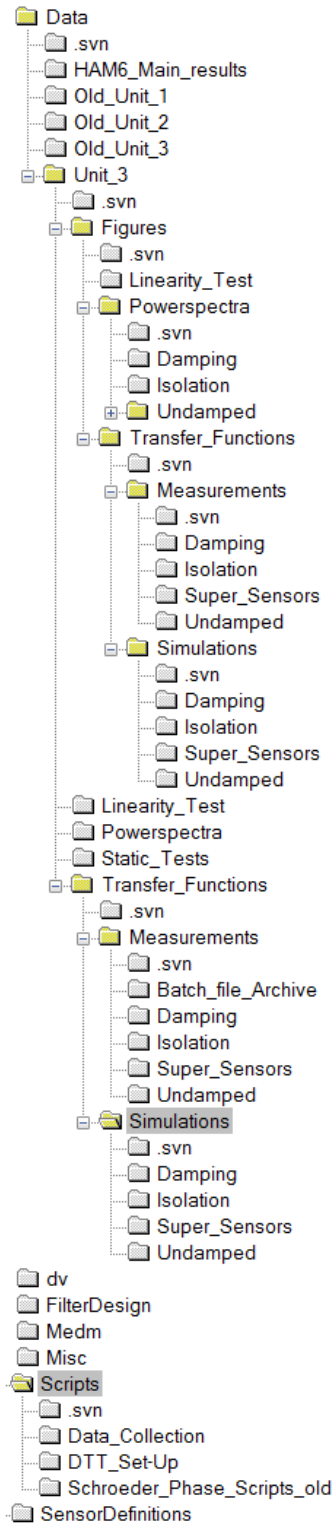 Data
.svn
HAM6_Main_results
Old_Unit_1
Old_Unit_2
Old_Unit_3
Unit_3
.svn
Figures
.svn
Linearity_Test
Powerspectra
.svn
Damping
Isolation
Undamped
Transfer_Functions
.svn
Measurements
.svn
Damping
Isolation
Super_Sensors
Undamped
Simulations
.svn
Damping
Isolation
Super_Sensors
Undamped
Linearity_Test
Powerspectra
Static_Tests
Transfer_Functions
.svn
Measurements
.svn
Batch_file_Archive
Damping
Isolation
Super_Sensors
Undamped
Simulations
.svn
Damping
Isolation
Super_Sensors
Undamped
dv
FilterDesign
Medm
Misc
Scripts
.svn
Data_Collection
DTT_Set-Up
Schroeder_Phase_Scripts_old
SensorDefinitions